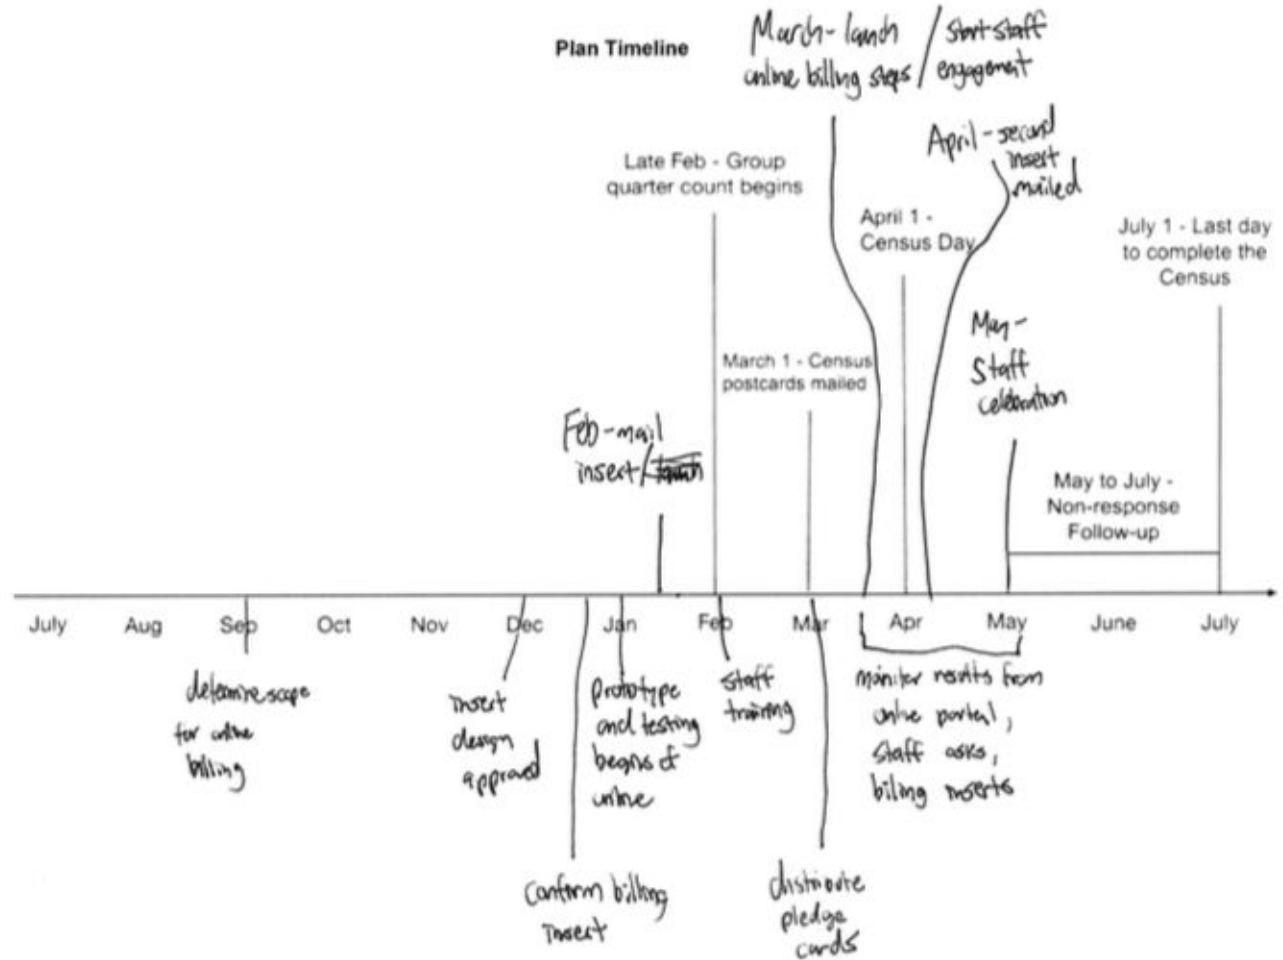 Plan Timeline
March - launch
online billing steps
/ start staff
engagement
April - second
insert
mailed
Late Feb - Group
quarter count begins
April 1 -
Census Day
July 1 - Last day
to complete the
Census
March 1 - Census
postcards mailed
May -
Staff
celebration
Feb - mail
insert /
May to July -
Non-response
Follow-up
July Aug Sep Oct Nov Dec Jan Feb Mar Apr May June July
determine scope
for online
billing
insert
design
approved
prototype
and testing
begins of
online
staff
training
monitor results from
online portal,
staff asks,
billing inserts
confirm billing
insert
distribute
pledge
cards